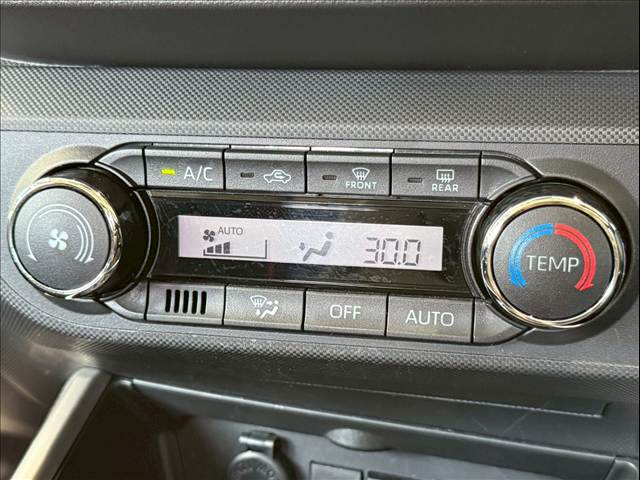 A/C
FRONT
REAR
AUTO
30.0
TEMP
OFF
AUTO